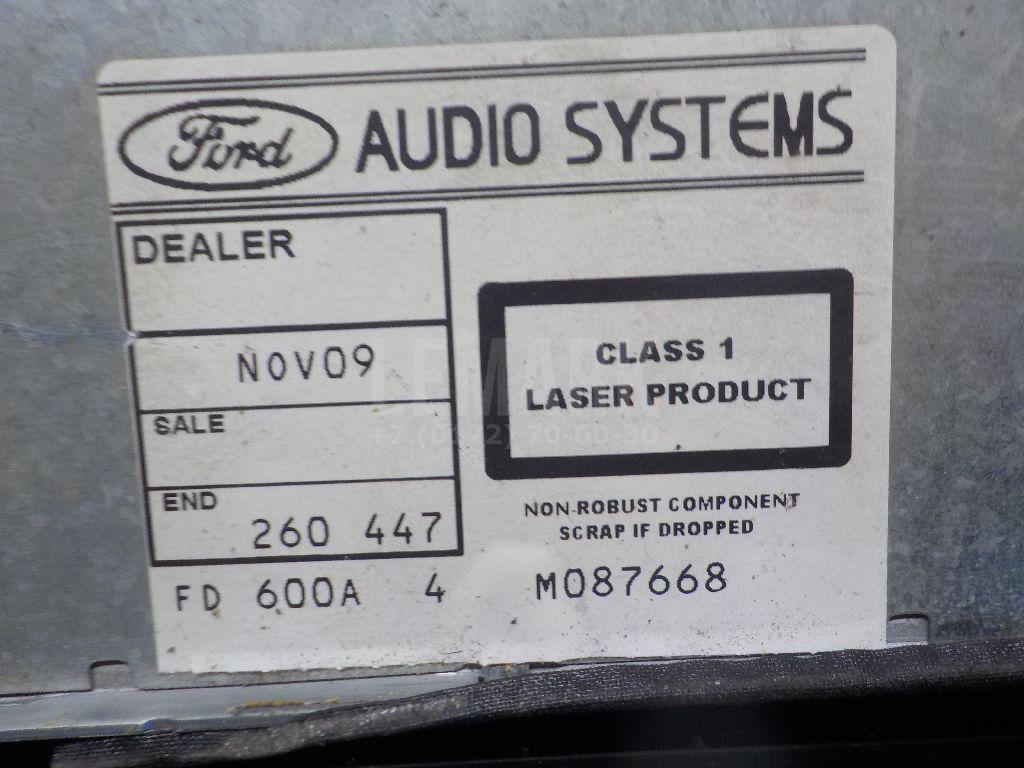 Ford AUDIO SYSTEMS
DEALER
NOV09
SALE
END
260 447
FD 600A 4
CLASS 1
LASER PRODUCT
NON-ROBUST COMPONENT
SCRAP IF DROPPED
M087668